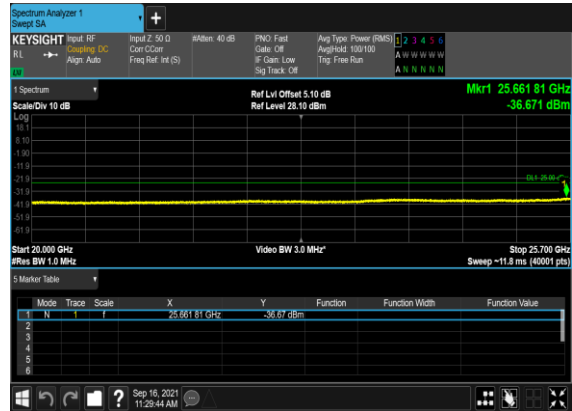 Spectrum Analyzer 1
Swept SA
+
KEYSIGHT Input: RF Input Z: 50 Ω #Atten: 40 dB PNO: Fast Avg Type: Power (RMS) 1 2 3 4 5 6
RL Coupling: DC Corr CCorr Gate: Off Avg|Hold: 100/100 A W W W W W
Align: Auto Freq Ref: Int (S) IF Gain: Low Trig: Free Run
Sig Track: Off A N N N N N
1 Spectrum Ref Lvl Offset 5.10 dB Mkr1 25.661 81 GHz
Scale/Div 10 dB Ref Level 28.10 dBm -36.671 dBm
Log
18.1
8.10
-1.90
-11.9
-21.9
DL1 -25.00
-31.9
-41.9
-51.9
-61.9
Start 20.000 GHz Video BW 3.0 MHz* Stop 25.700 GHz
#Res BW 1.0 MHz Sweep ~11.8 ms (40001 pts)
5 Marker Table
Mode Trace Scale X Y Function Function Width Function Value
1 N 1 f 25.661 81 GHz -36.67 dBm
2
3
4
5
6
? Sep 16, 2021
11:29:44 AM